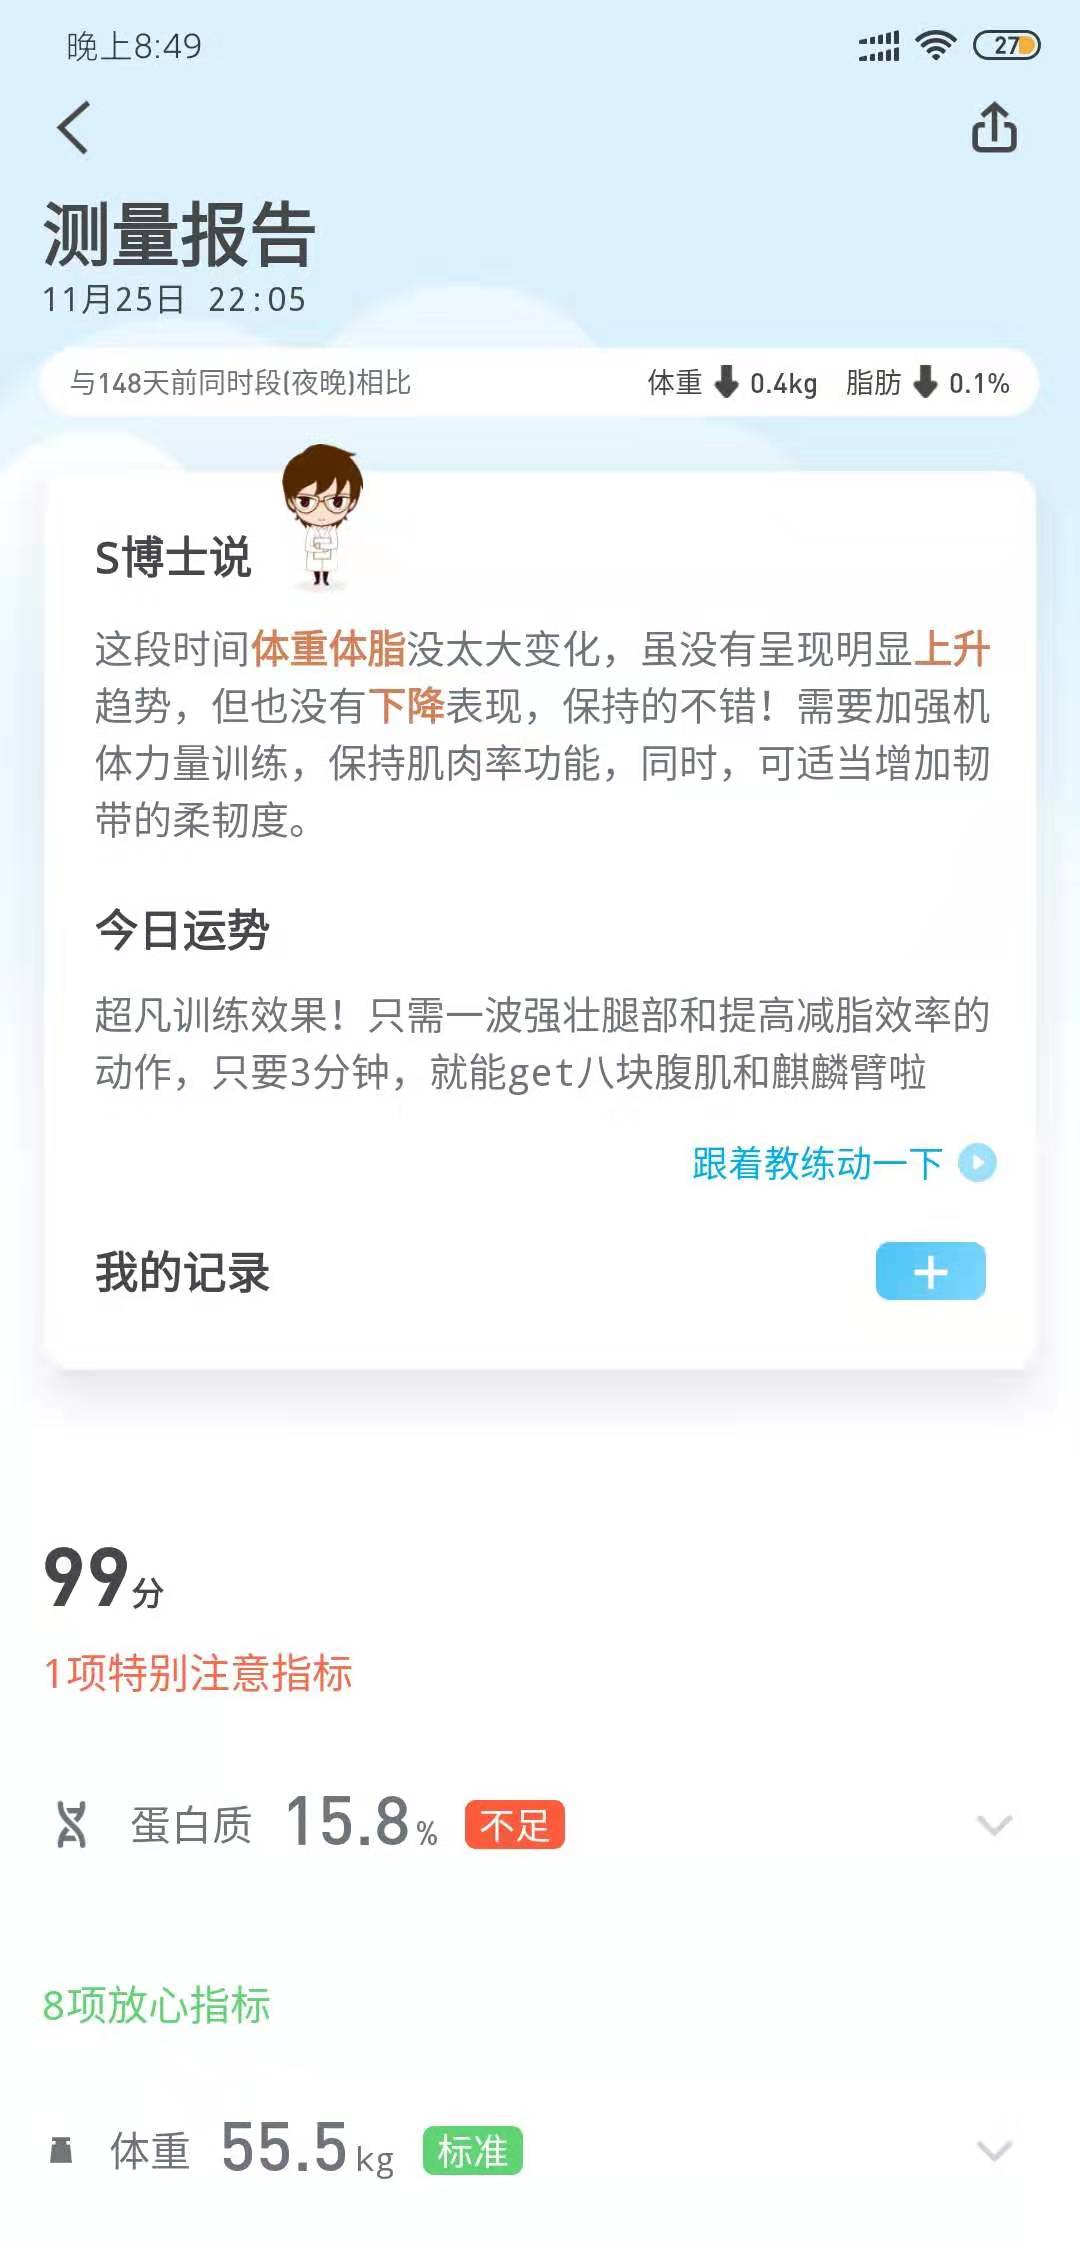 晚上8:49
27
测量报告
11月25日 22:05
与148天前同时段(夜晚)相比 体重 0.4kg 脂肪 0.1%
S博士说
这段时间体重体脂没太大变化，虽没有呈现明显上升
趋势，但也没有下降表现，保持的不错！需要加强机
体力量训练，保持肌肉率功能，同时，可适当增加韧
带的柔韧度。
今日运势
超凡训练效果！只需一波强壮腿部和提高减脂效率的
动作，只要3分钟，就能get八块腹肌和麒麟臂啦
跟着教练动一下
我的记录
99分
1项特别注意指标
蛋白质 15.8% 不足
8项放心指标
体重 55.5kg 标准